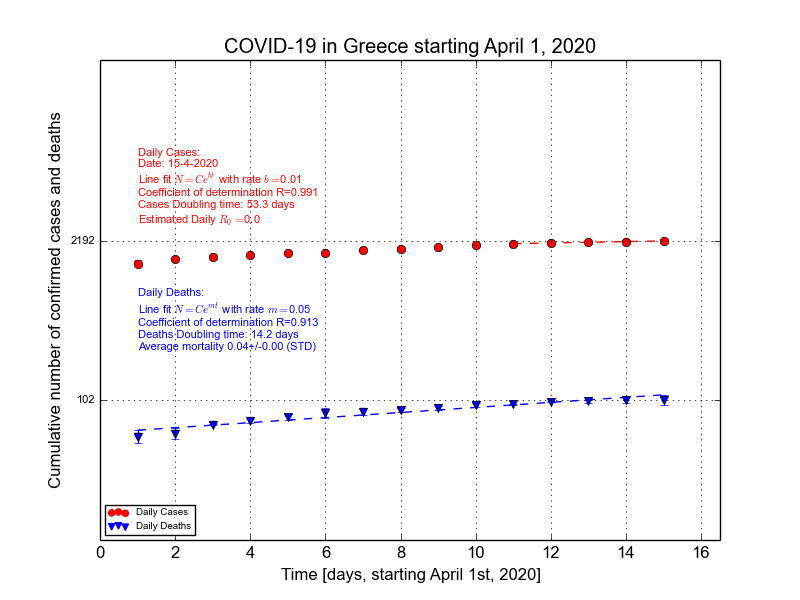 COVID-19 in Greece starting April 1, 2020
Cumulative number of confirmed cases and deaths
Daily Cases:
Date: 15-4-2020
Line fit N=Ce^{bt} with rate b=0.01
Coefficient of determination R=0.991
Cases Doubling time: 53.3 days
Estimated Daily R_0=0.0
2192
Daily Deaths:
Line fit N=Ce^{mt} with rate m=0.05
Coefficient of determination R=0.913
Deaths Doubling time: 14.2 days
Average mortality 0.04+/-0.00 (STD)
102
Daily Cases
Daily Deaths
0 2 4 6 8 10 12 14 16
Time [days, starting April 1st, 2020]